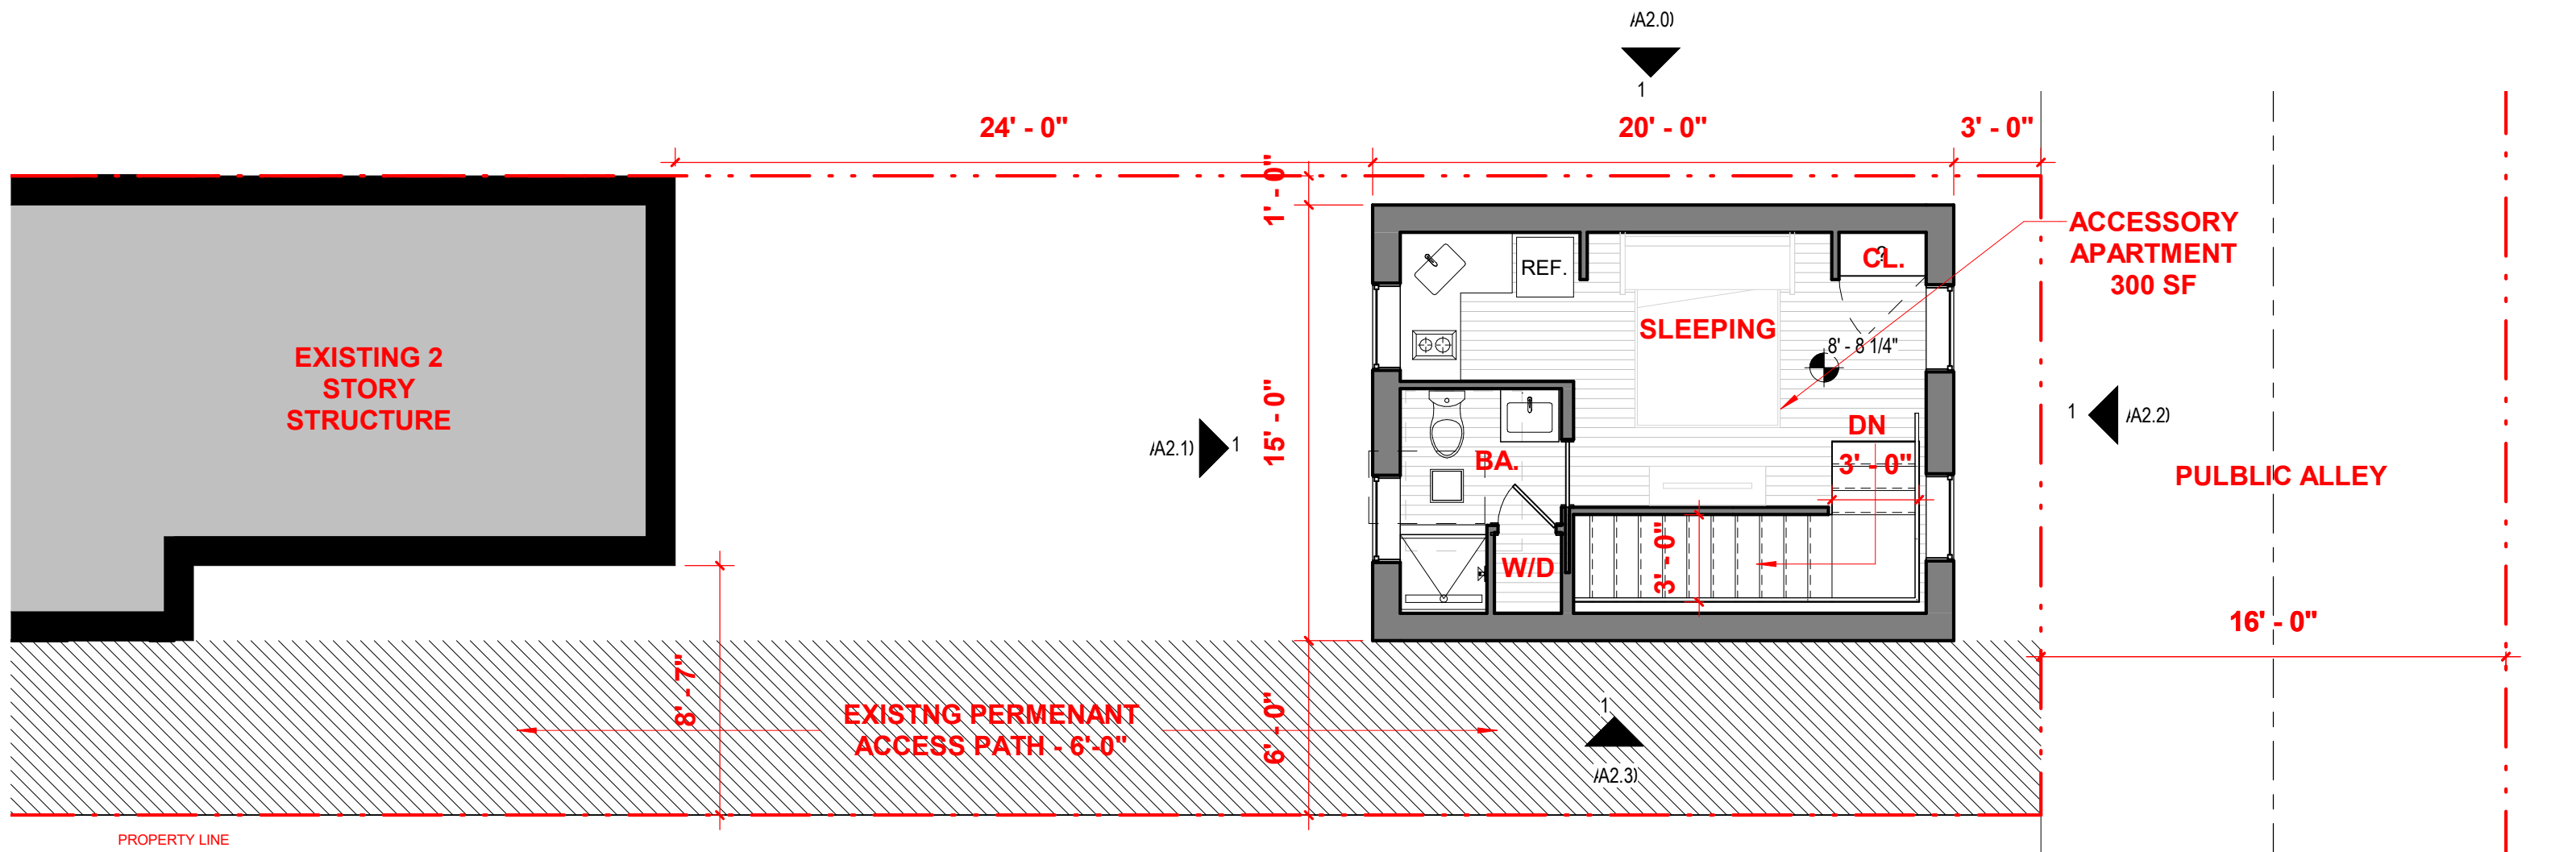 (A2.0)
1
24' - 0"
20' - 0"
3' - 0"
1' - 0"
ACCESSORY
APARTMENT
300 SF
REF.
CL.
?
SLEEPING
8' - 8 1/4"
EXISTING 2
STORY
STRUCTURE
15' - 0"
(A2.1)
1
1
(A2.2)
DN
BA.
3' - 0"
PULBLIC ALLEY
3' - 0"
W/D
16' - 0"
8' - 7"
6' - 0"
EXISTNG PERMENANT
ACCESS PATH - 6'-0"
1
(A2.3)
PROPERTY LINE